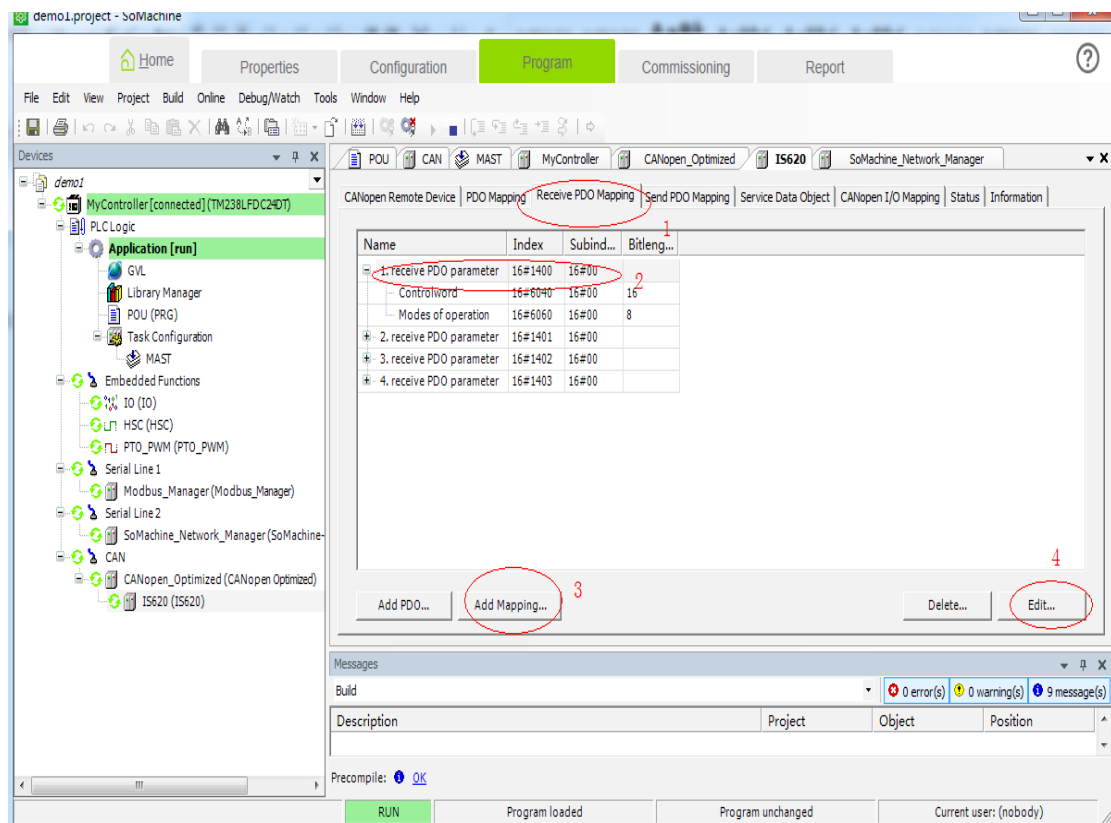 demo1.project - SoMachine
Home Properties Configuration Program Commissioning Report
File Edit View Project Build Online Debug/Watch Tools Window Help
Devices
POU CAN MAST MyController CANopen_Optimized IS620 SoMachine_Network_Manager
demo1
MyController [connected] (TM238LFDC24DT)
PLC Logic
Application [run]
GVL
Library Manager
POU (PRG)
Task Configuration
MAST
Embedded Functions
IO (IO)
HSC (HSC)
PTO_PWM (PTO_PWM)
Serial Line 1
Modbus_Manager (Modbus_Manager)
Serial Line 2
SoMachine_Network_Manager (SoMachine-
CAN
CANopen_Optimized (CANopen Optimized)
IS620 (IS620)
CANopen Remote Device PDO Mapping Receive PDO Mapping Send PDO Mapping Service Data Object CANopen I/O Mapping Status Information
1
Name Index Subind... Bitleng...
1. receive PDO parameter 16#1400 16#00
2
Controlword 16#6040 16#00 16
Modes of operation 16#6060 16#00 8
2. receive PDO parameter 16#1401 16#00
3. receive PDO parameter 16#1402 16#00
4. receive PDO parameter 16#1403 16#00
3
4
Add PDO... Add Mapping... Delete... Edit...
Messages
Build 0 error(s) 0 warning(s) 9 message(s)
Description Project Object Position
Precompile: OK
RUN Program loaded Program unchanged Current user: (nobody)